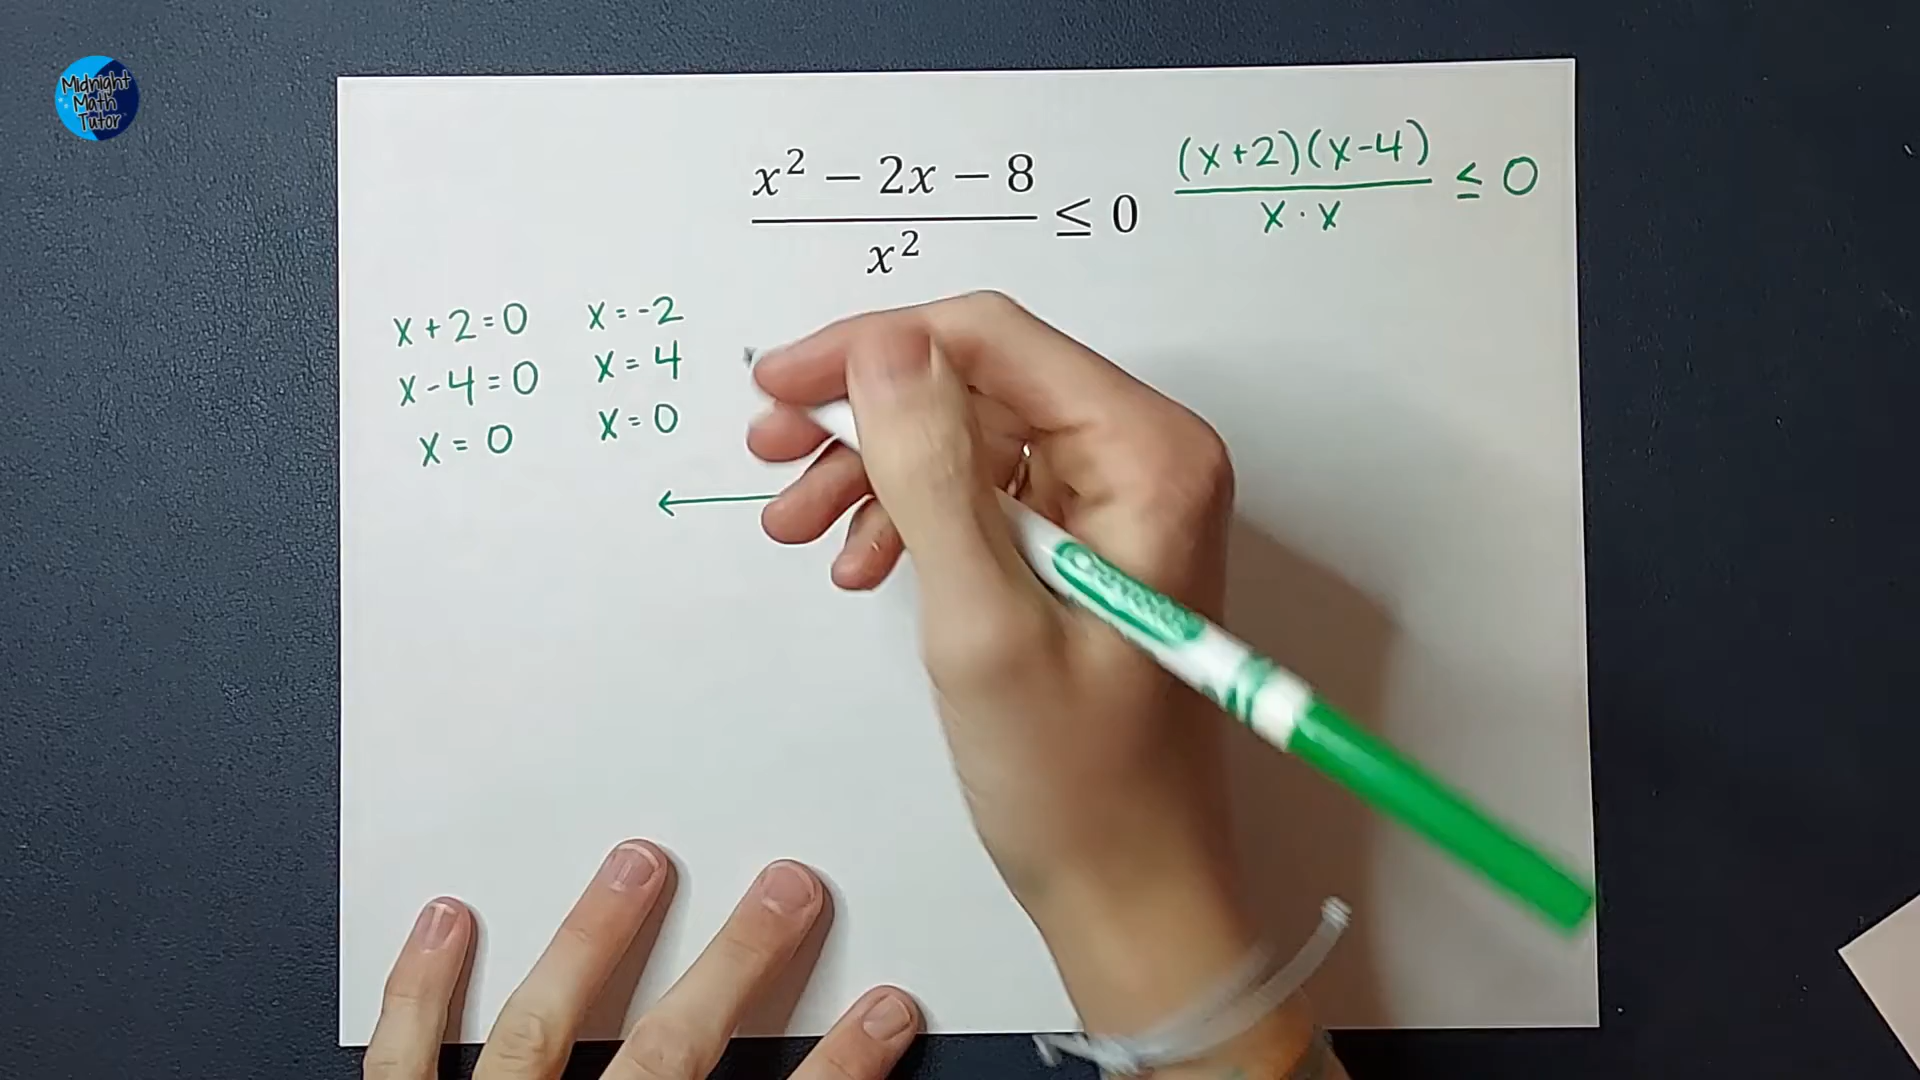 Midnight
Math
Tutor
x² − 2x − 8
x²
≤ 0
(x+2)(x-4)
x · x
≤ 0
x+2=0 x=-2
x-4=0 x=4
x=0 x=0